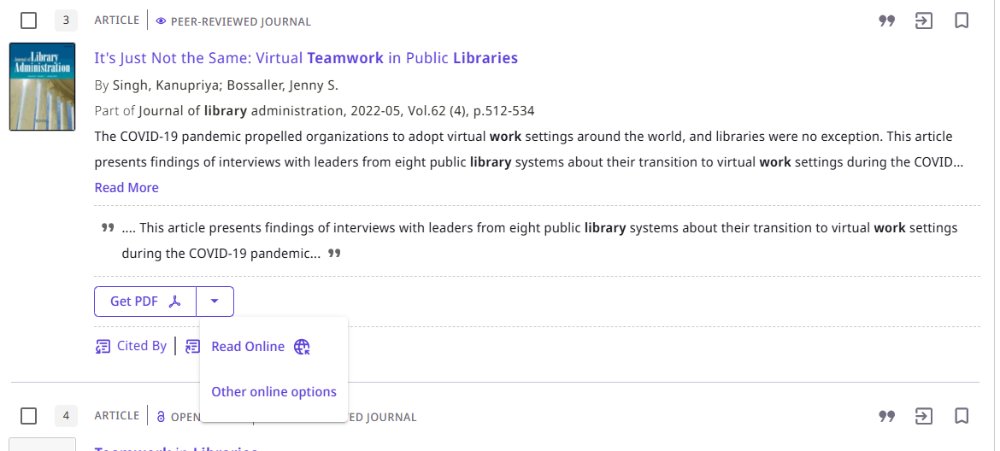 3
ARTICLE
PEER-REVIEWED JOURNAL
Journal of Library
Administration
It's Just Not the Same: Virtual Teamwork in Public Libraries
By Singh, Kanupriya; Bossaller, Jenny S.
Part of Journal of library administration, 2022-05, Vol.62 (4), p.512-534
The COVID-19 pandemic propelled organizations to adopt virtual work settings around the world, and libraries were no exception. This article
presents findings of interviews with leaders from eight public library systems about their transition to virtual work settings during the COVID...
Read More
.... This article presents findings of interviews with leaders from eight public library systems about their transition to virtual work settings
during the COVID-19 pandemic...
Get PDF
Cited By
Read Online
Other online options
4
ARTICLE
OPEN
ED JOURNAL
Teamwork in Libraries